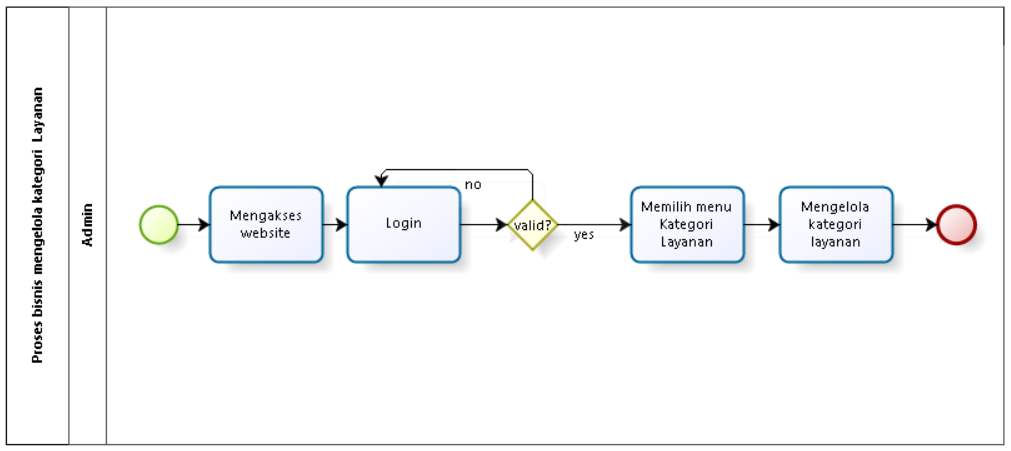 Proses bisnis mengelola kategori Layanan
Admin
Mengakses
website
Login
no
valid?
yes
Memilih menu
Kategori
Layanan
Mengelola
kategori
layanan